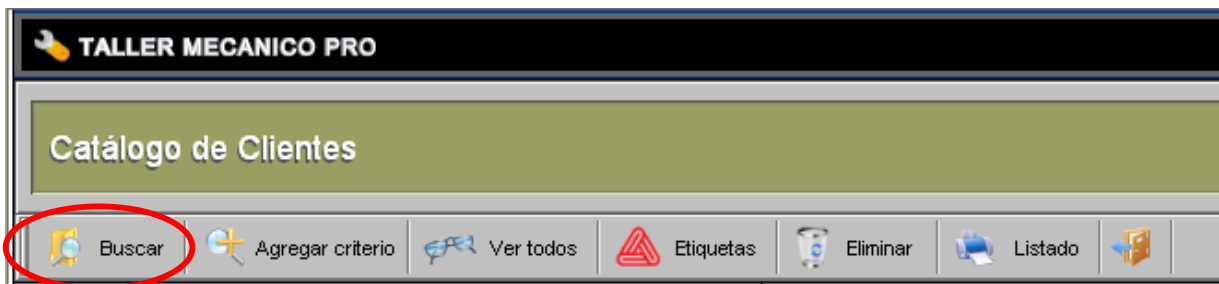 TALLER MECANICO PRO
Catálogo de Clientes
Buscar Agregar criterio Ver todos Etiquetas Eliminar Listado